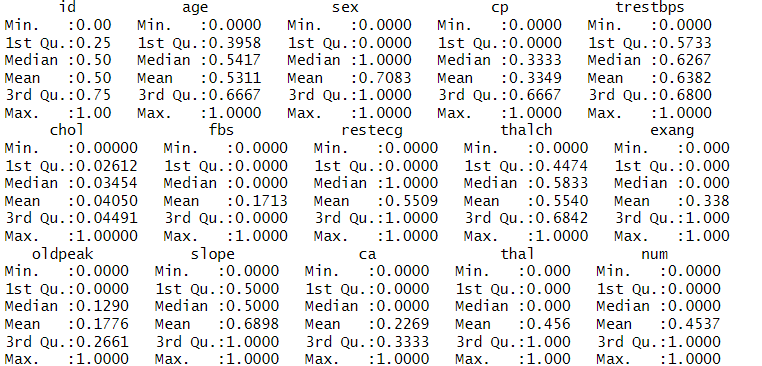 id age sex cp trestbps
Min. :0.00 Min. :0.0000 Min. :0.0000 Min. :0.0000 Min. :0.0000
1st Qu.:0.25 1st Qu.:0.3958 1st Qu.:0.0000 1st Qu.:0.0000 1st Qu.:0.5733
Median :0.50 Median :0.5417 Median :1.0000 Median :0.3333 Median :0.6267
Mean :0.50 Mean :0.5311 Mean :0.7083 Mean :0.3349 Mean :0.6382
3rd Qu.:0.75 3rd Qu.:0.6667 3rd Qu.:1.0000 3rd Qu.:0.6667 3rd Qu.:0.6800
Max. :1.00 Max. :1.0000 Max. :1.0000 Max. :1.0000 Max. :1.0000
chol fbs restecg thalch exang
Min. :0.00000 Min. :0.0000 Min. :0.0000 Min. :0.0000 Min. :0.000
1st Qu.:0.02612 1st Qu.:0.0000 1st Qu.:0.0000 1st Qu.:0.4474 1st Qu.:0.000
Median :0.03454 Median :0.0000 Median :1.0000 Median :0.5833 Median :0.000
Mean :0.04050 Mean :0.1713 Mean :0.5509 Mean :0.5540 Mean :0.338
3rd Qu.:0.04491 3rd Qu.:0.0000 3rd Qu.:1.0000 3rd Qu.:0.6842 3rd Qu.:1.000
Max. :1.00000 Max. :1.0000 Max. :1.0000 Max. :1.0000 Max. :1.000
oldpeak slope ca thal num
Min. :0.0000 Min. :0.0000 Min. :0.0000 Min. :0.000 Min. :0.0000
1st Qu.:0.0000 1st Qu.:0.5000 1st Qu.:0.0000 1st Qu.:0.000 1st Qu.:0.0000
Median :0.1290 Median :0.5000 Median :0.0000 Median :0.000 Median :0.0000
Mean :0.1776 Mean :0.6898 Mean :0.2269 Mean :0.456 Mean :0.4537
3rd Qu.:0.2661 3rd Qu.:1.0000 3rd Qu.:0.3333 3rd Qu.:1.000 3rd Qu.:1.0000
Max. :1.0000 Max. :1.0000 Max. :1.0000 Max. :1.000 Max. :1.0000